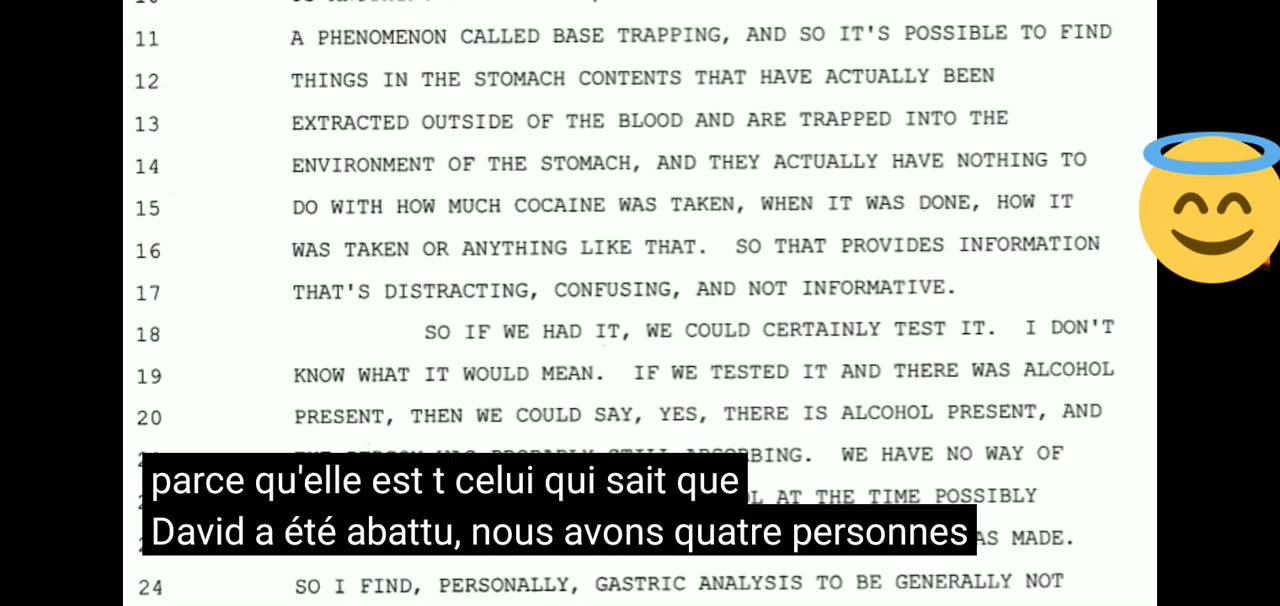 11 A PHENOMENON CALLED BASE TRAPPING, AND SO IT'S POSSIBLE TO FIND
12 THINGS IN THE STOMACH CONTENTS THAT HAVE ACTUALLY BEEN
13 EXTRACTED OUTSIDE OF THE BLOOD AND ARE TRAPPED INTO THE
14 ENVIRONMENT OF THE STOMACH, AND THEY ACTUALLY HAVE NOTHING TO
15 DO WITH HOW MUCH COCAINE WAS TAKEN, WHEN IT WAS DONE, HOW IT
16 WAS TAKEN OR ANYTHING LIKE THAT. SO THAT PROVIDES INFORMATION
17 THAT'S DISTRACTING, CONFUSING, AND NOT INFORMATIVE.
18 SO IF WE HAD IT, WE COULD CERTAINLY TEST IT. I DON'T
19 KNOW WHAT IT WOULD MEAN. IF WE TESTED IT AND THERE WAS ALCOHOL
20 PRESENT, THEN WE COULD SAY, YES, THERE IS ALCOHOL PRESENT, AND
WE HAVE NO WAY OF
parce qu'elle est t celui qui sait que
AT THE TIME POSSIBLY
David a été abattu, nous avons quatre personnes
MADE.
24 SO I FIND, PERSONALLY, GASTRIC ANALYSIS TO BE GENERALLY NOT